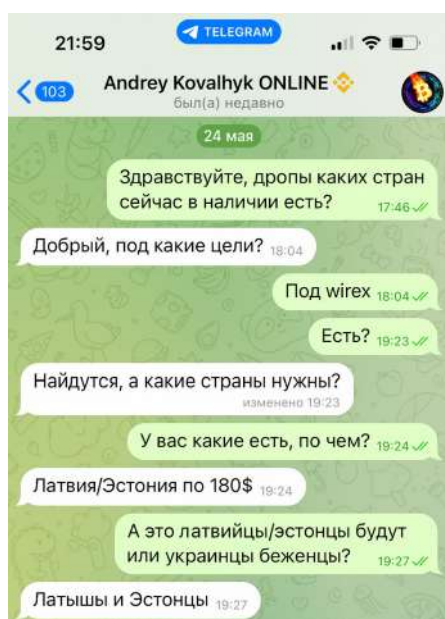 21:59
TELEGRAM
103
Andrey Kovalhyk ONLINE
был(а) недавно
24 мая
Здравствуйте, дропы каких стран
сейчас в наличии есть?
17:46
Добрый, под какие цели? 18:04
Под wirex 18:04
Есть? 19:23
Найдутся, а какие страны нужны?
изменено 19:23
У вас какие есть, по чем? 19:24
Латвия/Эстония по 180$ 19:24
А это латвийцы/эстонцы будут
или украинцы беженцы?
19:27
Латышы и Эстонцы 19:27